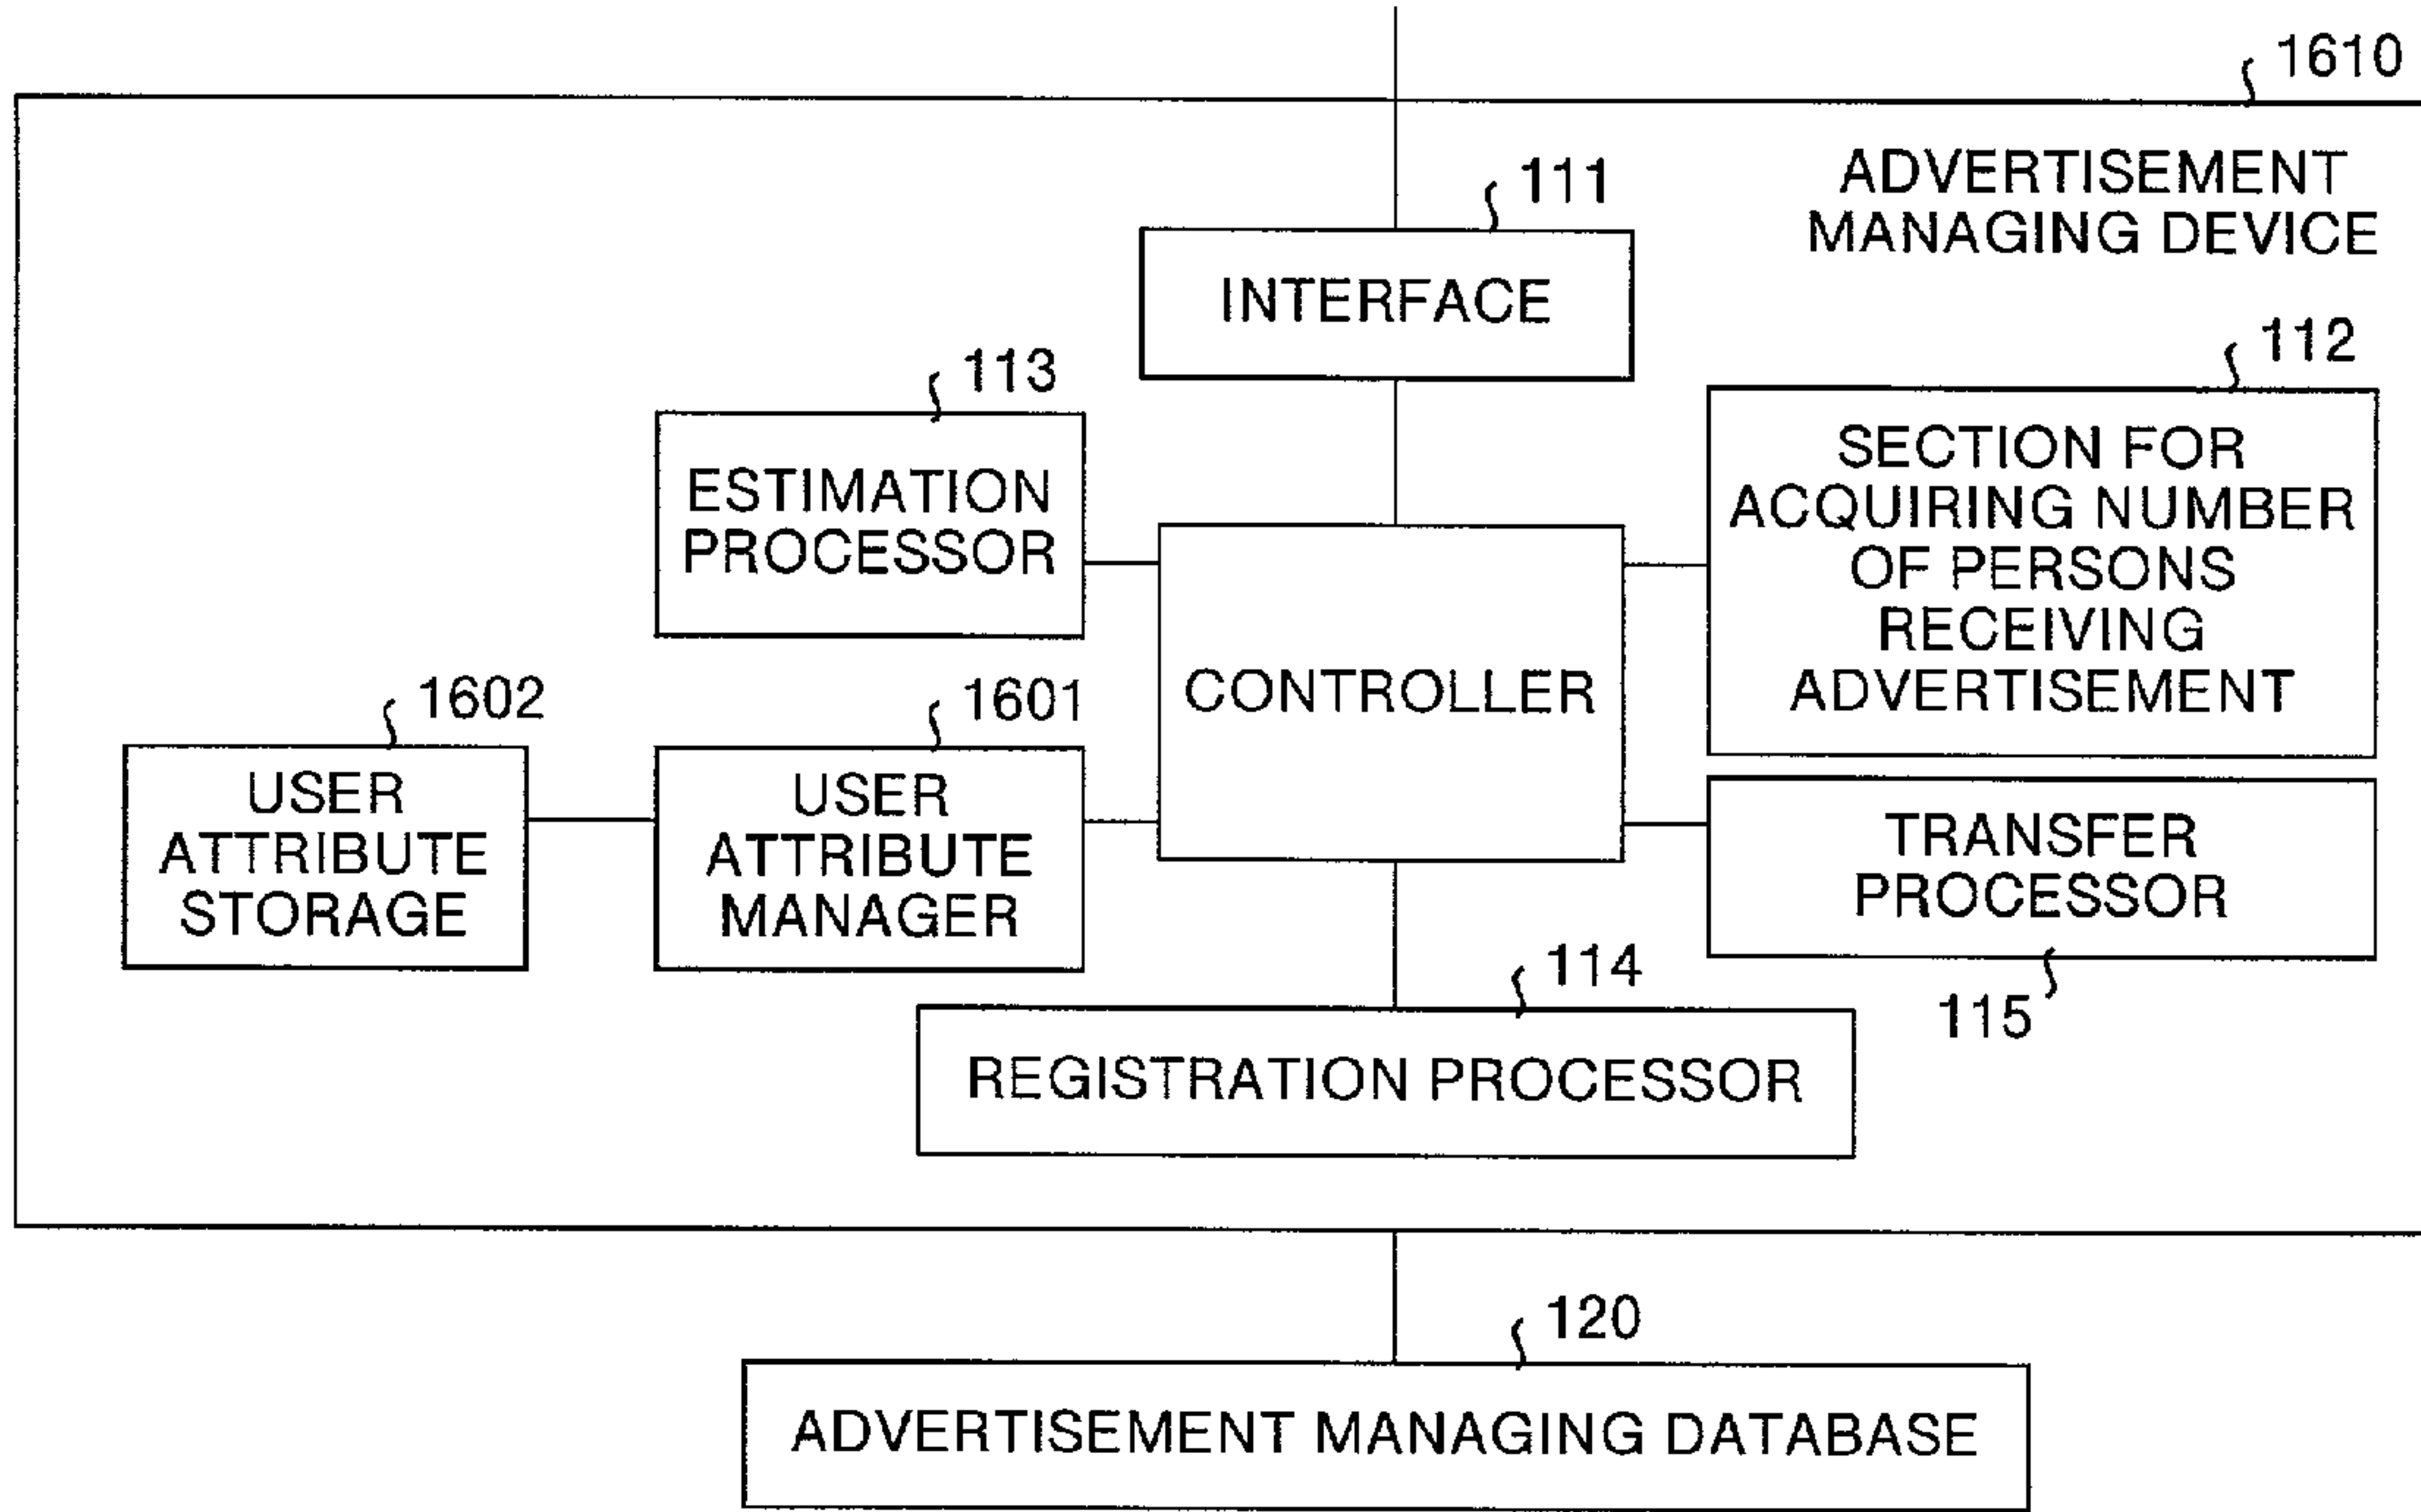 1610
ADVERTISEMENT
MANAGING DEVICE
111
INTERFACE
113
ESTIMATION
PROCESSOR
112
SECTION FOR
ACQUIRING NUMBER
OF PERSONS
RECEIVING
ADVERTISEMENT
CONTROLLER
1602
USER
ATTRIBUTE
STORAGE
1601
USER
ATTRIBUTE
MANAGER
TRANSFER
PROCESSOR
115
114
REGISTRATION PROCESSOR
120
ADVERTISEMENT MANAGING DATABASE